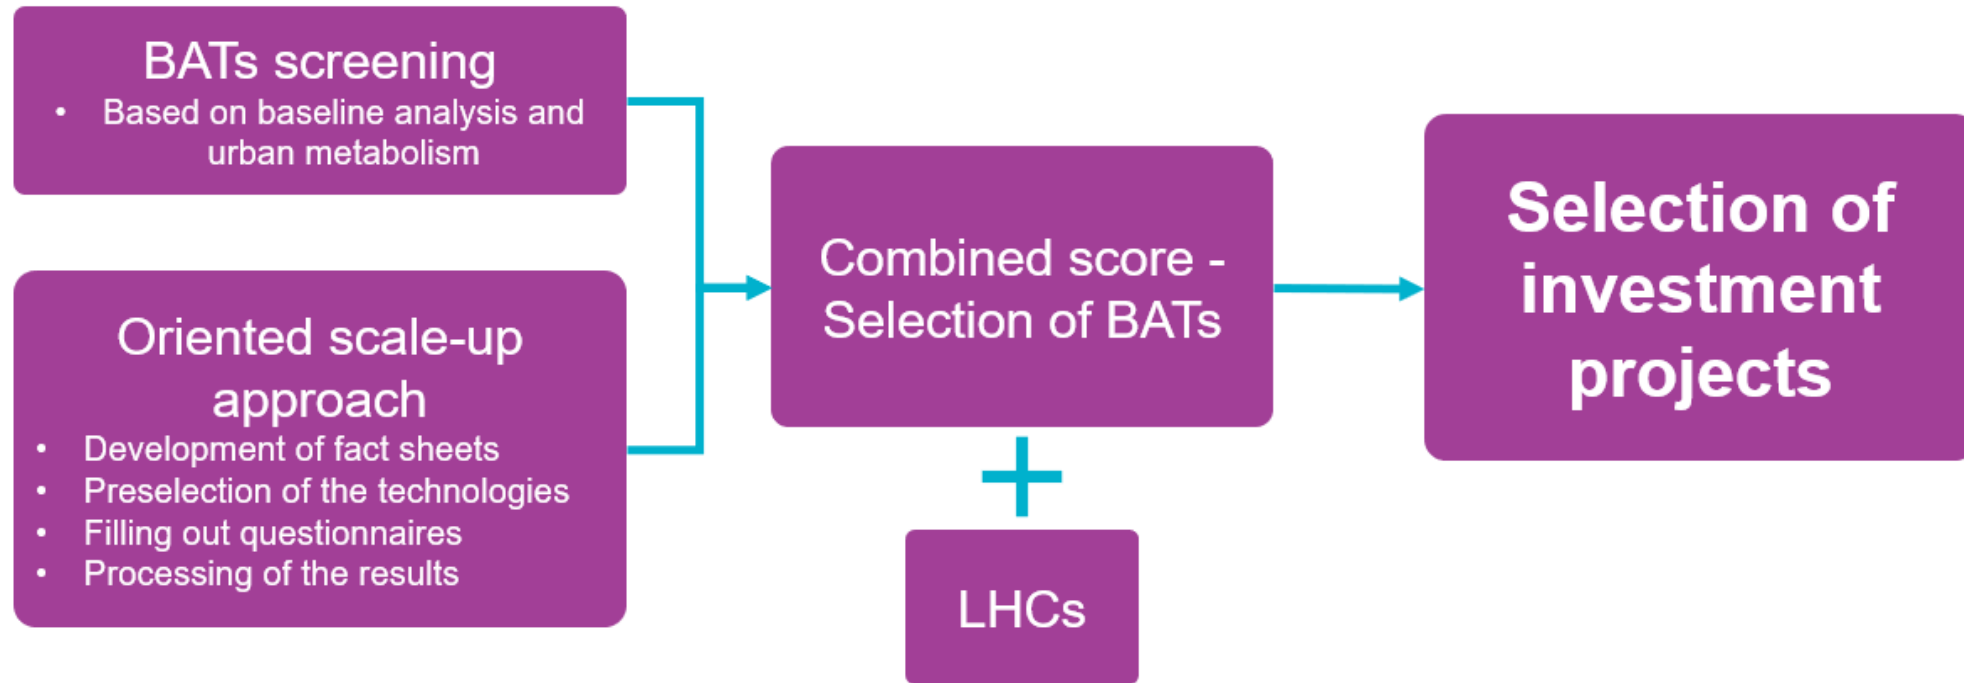 BATs screening
• Based on baseline analysis and
urban metabolism
Oriented scale-up
approach
• Development of fact sheets
• Preselection of the technologies
• Filling out questionnaires
• Processing of the results
Combined score -
Selection of BATs
LHCs
Selection of
investment
projects